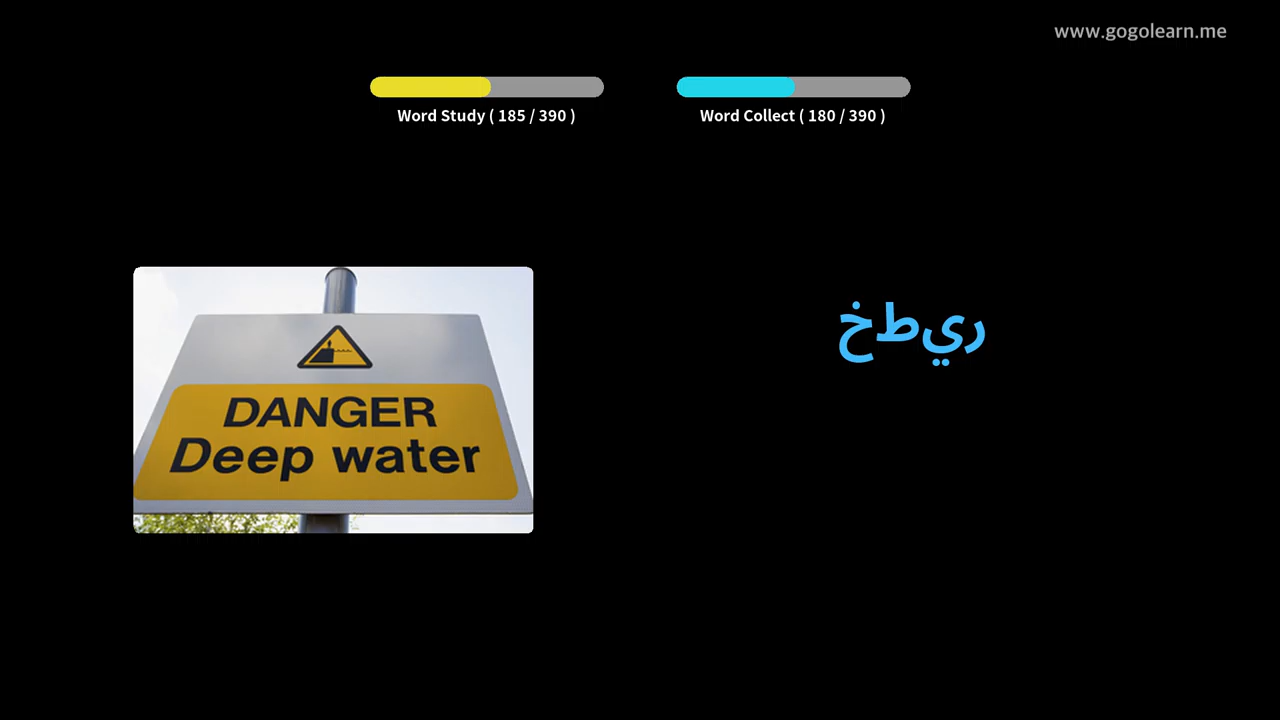 www.gogolearn.me
Word Study ( 185 / 390 )
Word Collect ( 180 / 390 )
DANGER
Deep water
ريطخ